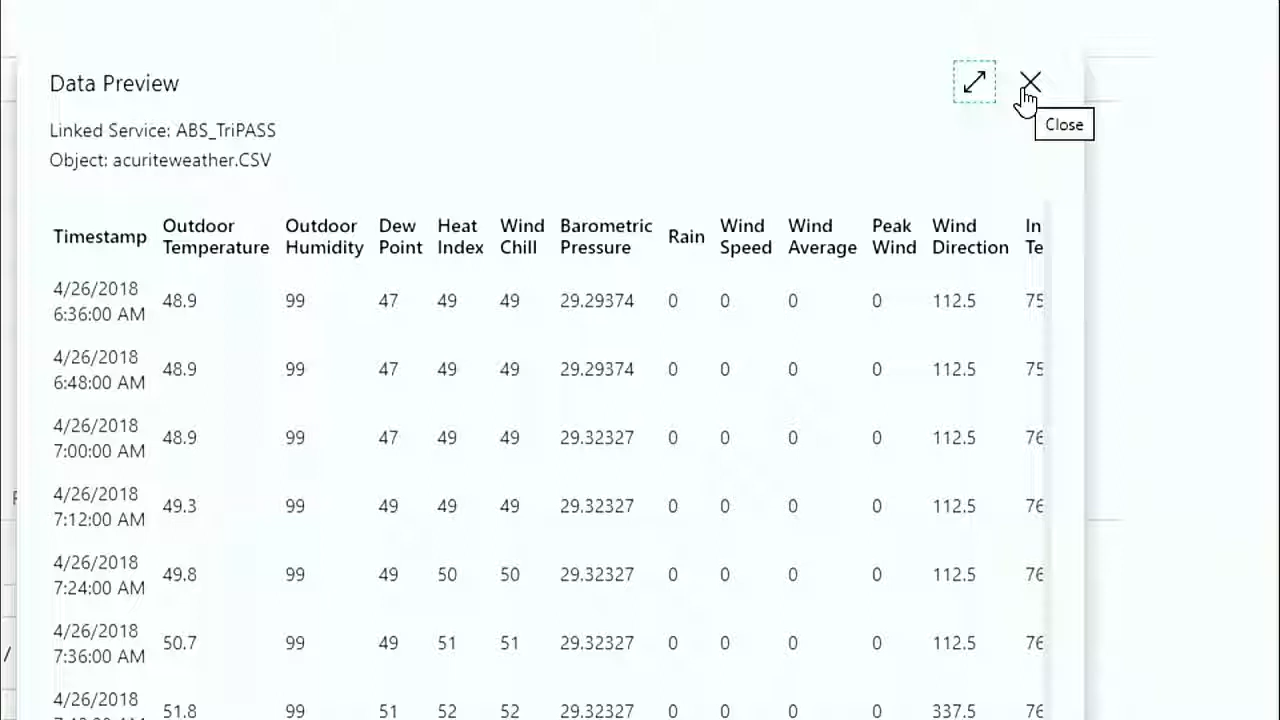 Data Preview
Close
Linked Service: ABS_TriPASS
Object: acuriteweather.CSV
Timestamp Outdoor Temperature Outdoor Humidity Dew Point Heat Index Wind Chill Barometric Pressure Rain Wind Speed Wind Average Peak Wind Wind Direction In Te
4/26/2018 6:36:00 AM 48.9 99 47 49 49 29.29374 0 0 0 0 112.5 75
4/26/2018 6:48:00 AM 48.9 99 47 49 49 29.29374 0 0 0 0 112.5 75
4/26/2018 7:00:00 AM 48.9 99 47 49 49 29.32327 0 0 0 0 112.5 76
4/26/2018 7:12:00 AM 49.3 99 49 49 49 29.32327 0 0 0 0 112.5 76
4/26/2018 7:24:00 AM 49.8 99 49 50 50 29.32327 0 0 0 0 112.5 76
4/26/2018 7:36:00 AM 50.7 99 49 51 51 29.32327 0 0 0 0 112.5 76
4/26/2018 51.8 99 51 52 52 29.32327 0 0 0 0 337.5 76